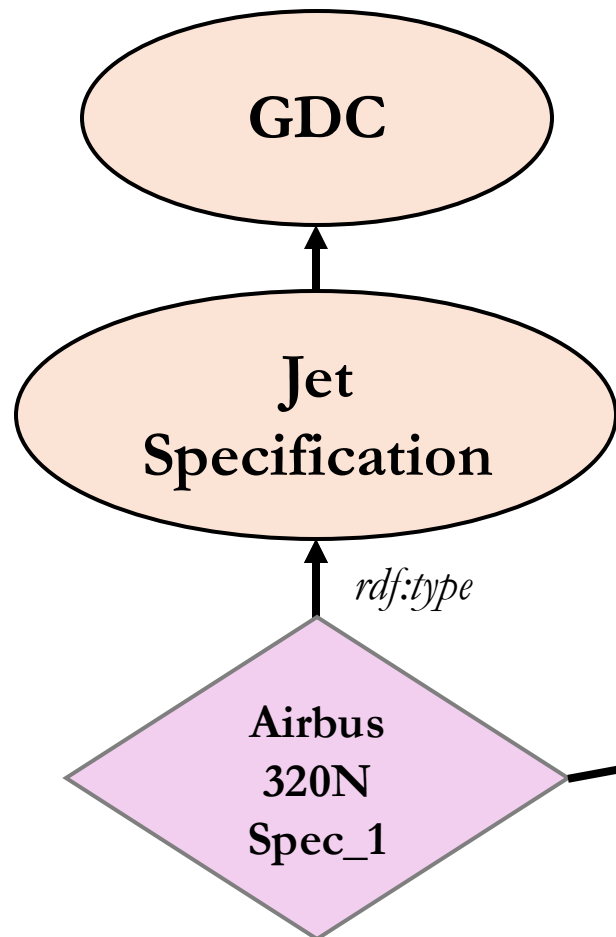 GDC
Jet
Specification
rdf:type
Airbus
320N
Spec_1